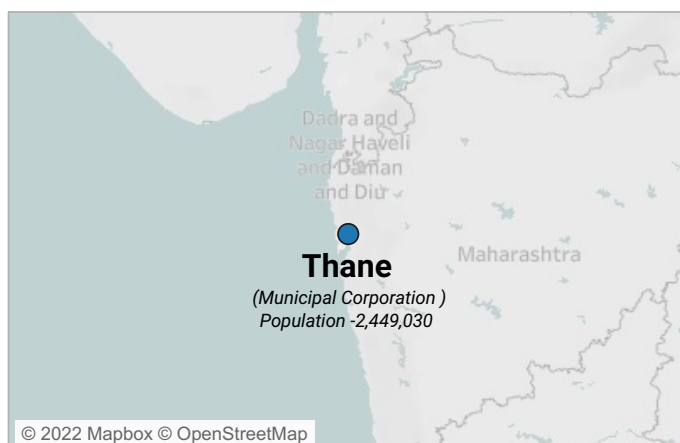 Dadra and
Nagar Haveli
and Daman
and Diu
Maharashtra
Thane
(Municipal Corporation )
Population -2,449,030
© 2022 Mapbox © OpenStreetMap